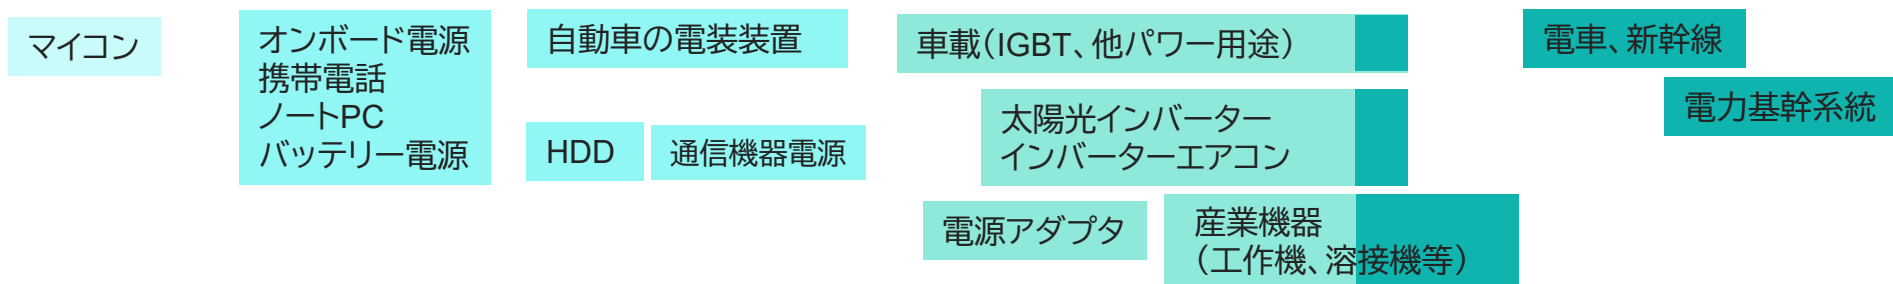 マイコン
オンボード電源
携帯電話
ノートPC
バッテリー電源
自動車の電装装置
HDD
通信機器電源
車載（IGBT、他パワー用途）
太陽光インバーター
インバーターエアコン
電源アダプタ
産業機器
（工作機、溶接機等）
電車、新幹線
電力基幹系統